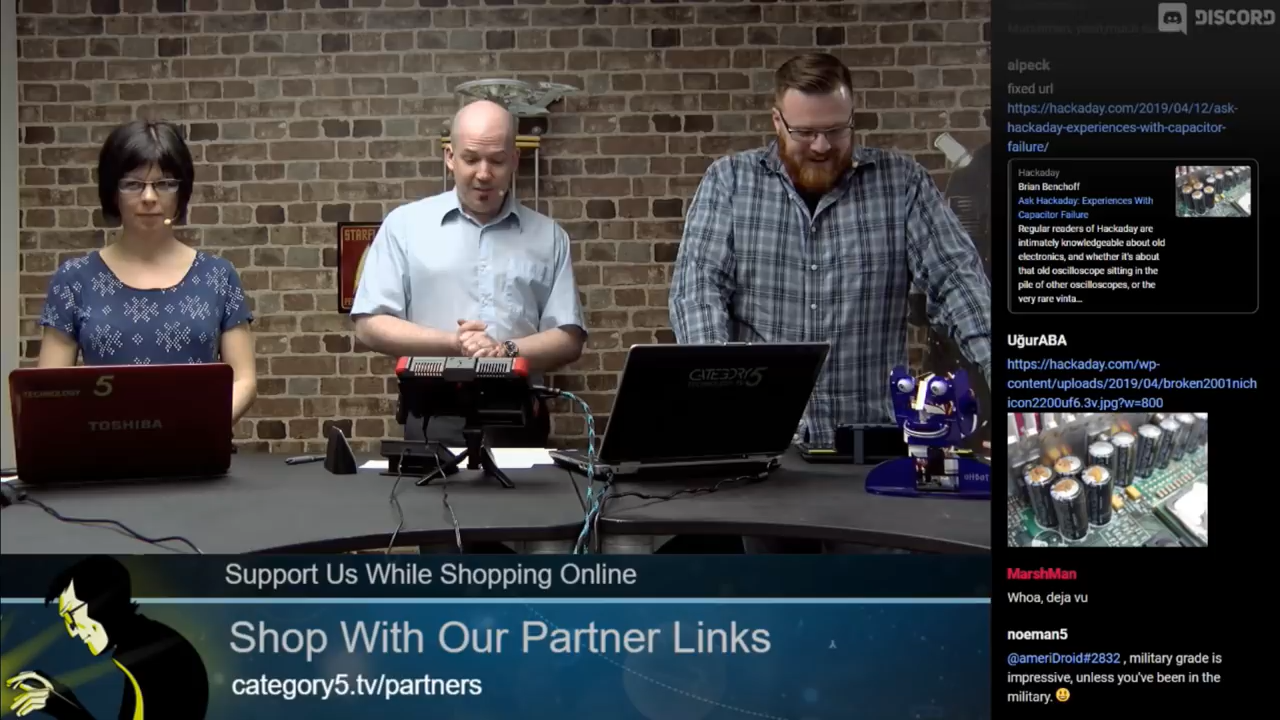 DISCORD
alpeck
fixed url
https://hackaday.com/2019/04/12/ask-
hackaday-experiences-with-capacitor-
failure/
Hackaday
Brian Benchoff
Ask Hackaday: Experiences With
Capacitor Failure
Regular readers of Hackaday are
intimately knowledgeable about old
electronics, and whether it's about
that old oscilloscope sitting in the
pile of other oscilloscopes, or the
very rare vinta...
UğurABA
https://hackaday.com/wp-
content/uploads/2019/04/broken2001nich
icon2200uf6.3v.jpg?w=800
MarshMan
Whoa, deja vu
noeman5
@ameriDroid#2832 , military grade is
impressive, unless you've been in the
military.
STARFL
TECHNOLOGY 5
TOSHIBA
CATEGORY5
Support Us While Shopping Online
Shop With Our Partner Links
category5.tv/partners